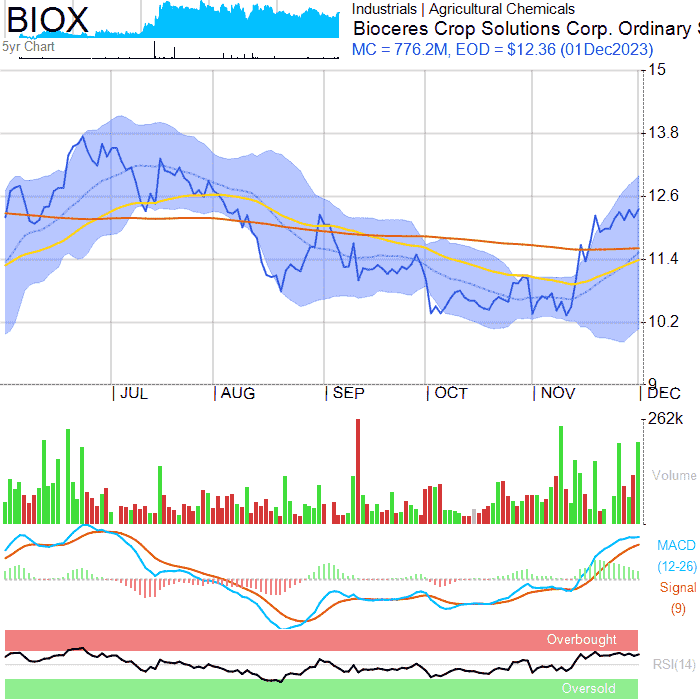 BIOX
Industrials | Agricultural Chemicals
Bioceres Crop Solutions Corp. Ordinary S
5yr Chart
MC = 776.2M, EOD = $12.36 (01Dec2023)
15
13.8
12.6
11.4
10.2
9
JUL
AUG
SEP
OCT
NOV
DEC
262k
Volume
MACD
(12-26)
Signal
(9)
Overbought
RSI(14)
Oversold